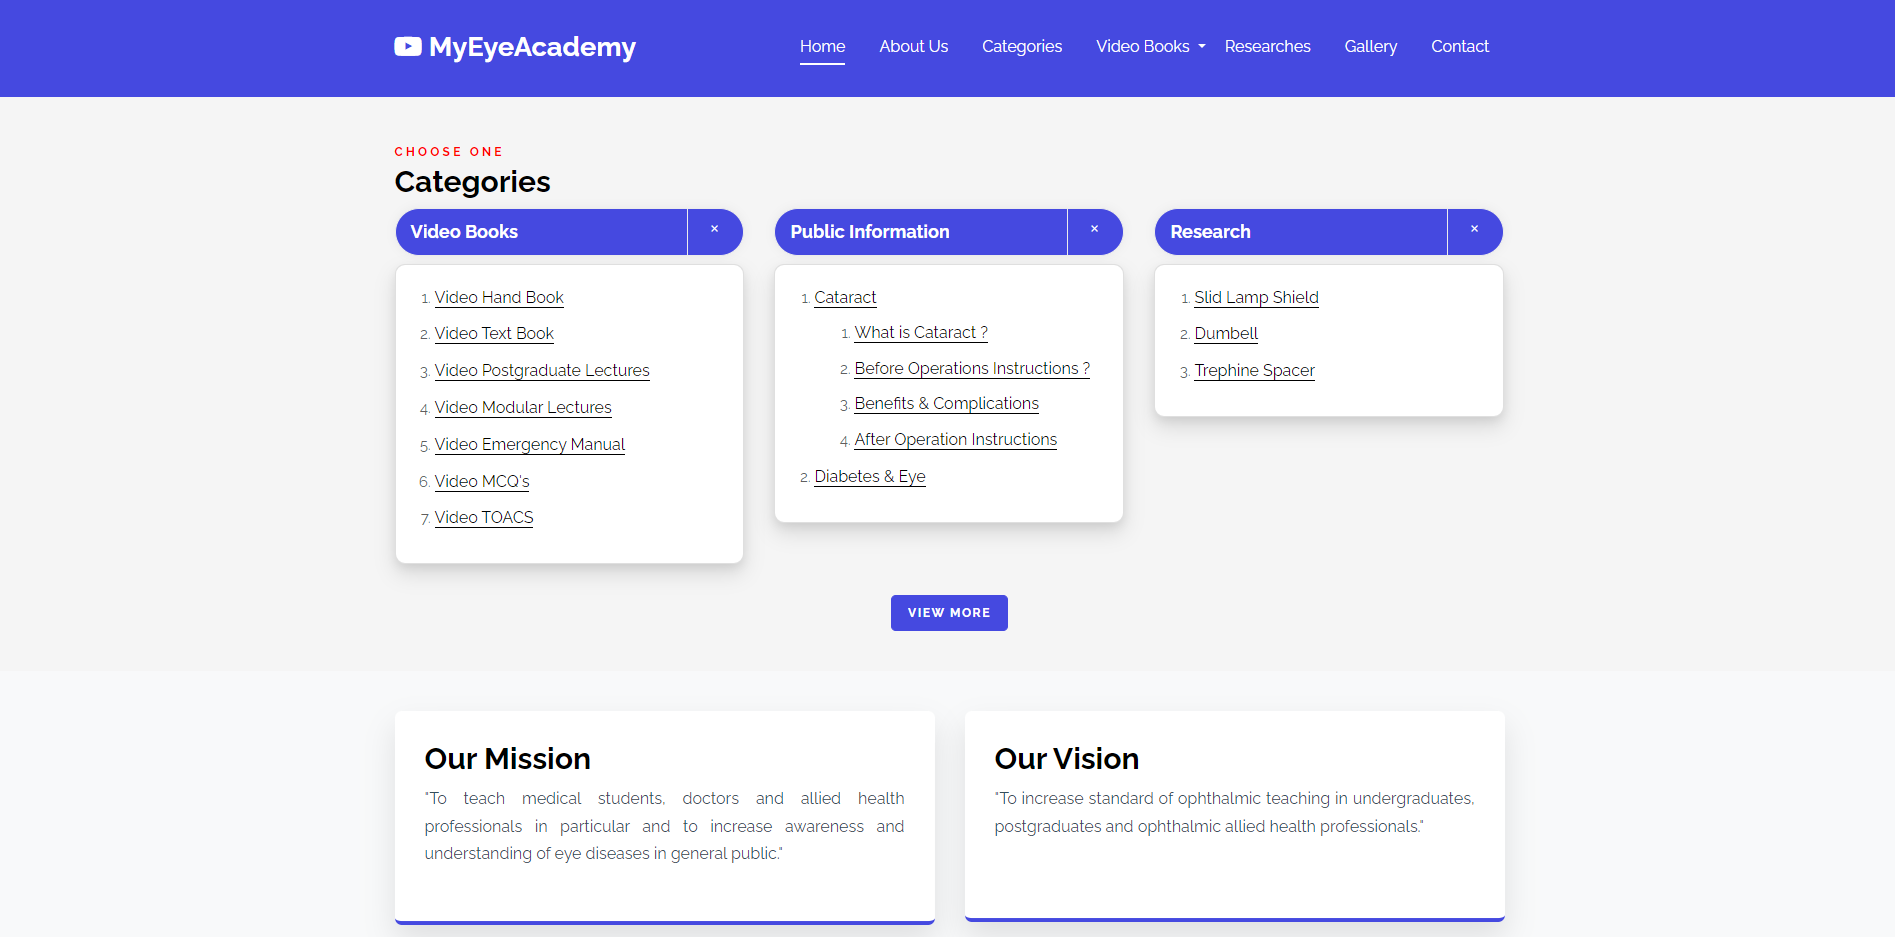 MyEyeAcademy
Home About Us Categories Video Books Researches Gallery Contact
CHOOSE ONE
Categories
Video Books ×
1. Video Hand Book
2. Video Text Book
3. Video Postgraduate Lectures
4. Video Modular Lectures
5. Video Emergency Manual
6. Video MCQ's
7. Video TOACS
Public Information ×
1. Cataract
1. What is Cataract ?
2. Before Operations Instructions ?
3. Benefits & Complications
4. After Operation Instructions
2. Diabetes & Eye
Research ×
1. Slid Lamp Shield
2. Dumbell
3. Trephine Spacer
VIEW MORE
Our Mission
"To teach medical students, doctors and allied health
professionals in particular and to increase awareness and
understanding of eye diseases in general public."
Our Vision
"To increase standard of ophthalmic teaching in undergraduates,
postgraduates and ophthalmic allied health professionals."